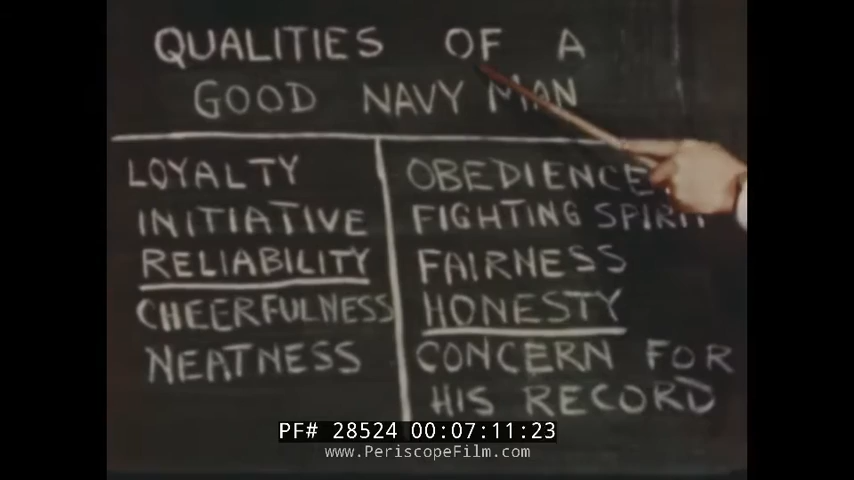 QUALITIES OF A
GOOD NAVY MAN
LOYALTY
INITIATIVE
RELIABILITY
CHEERFULNESS
NEATNESS
OBEDIENCE
FIGHTING SPIRIT
FAIRNESS
HONESTY
CONCERN FOR
HIS RECORD
PF# 28524 00:07:11:23
www.PeriscopeFilm.com